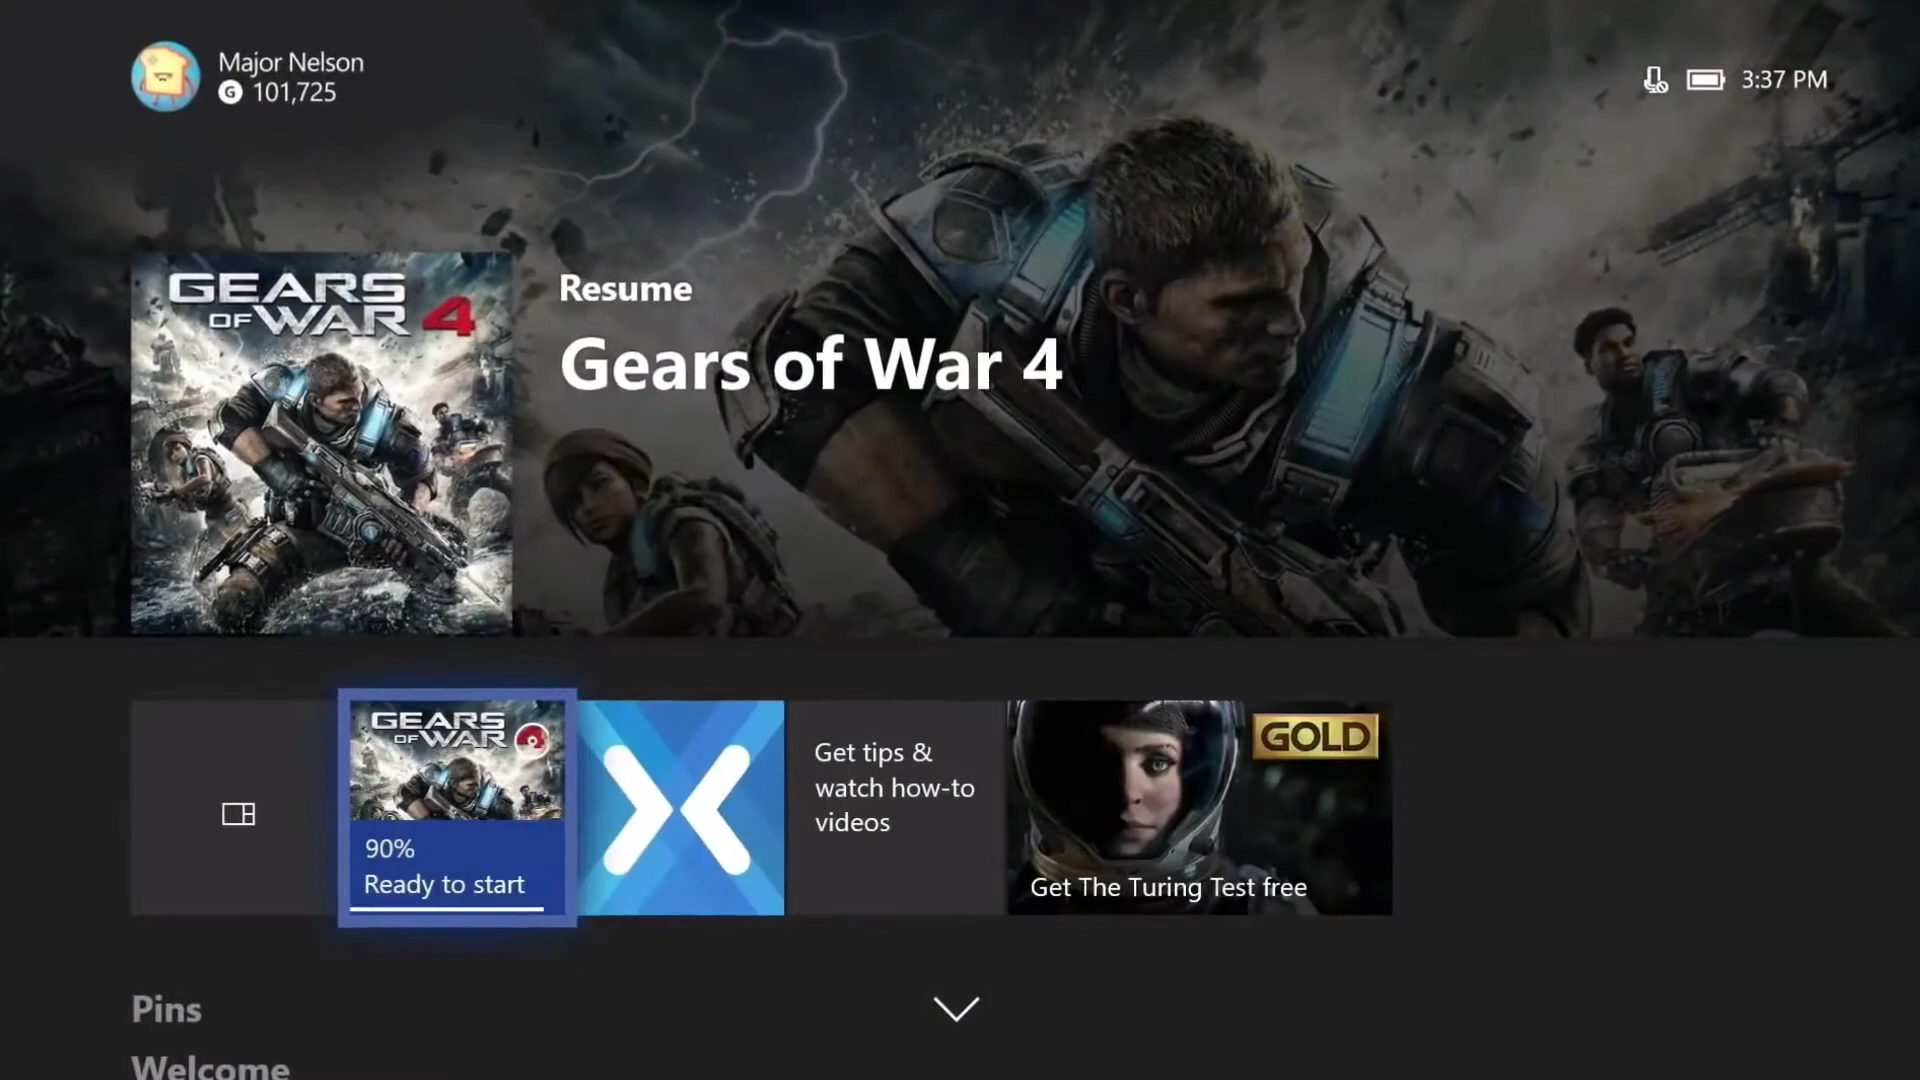 Major Nelson
G 101,725
3:37 PM
GEARS
OF WAR 4
Resume
Gears of War 4
GEARS
OF WAR
90%
Ready to start
Get tips &
watch how-to
videos
GOLD
Get The Turing Test free
Pins
Welcome